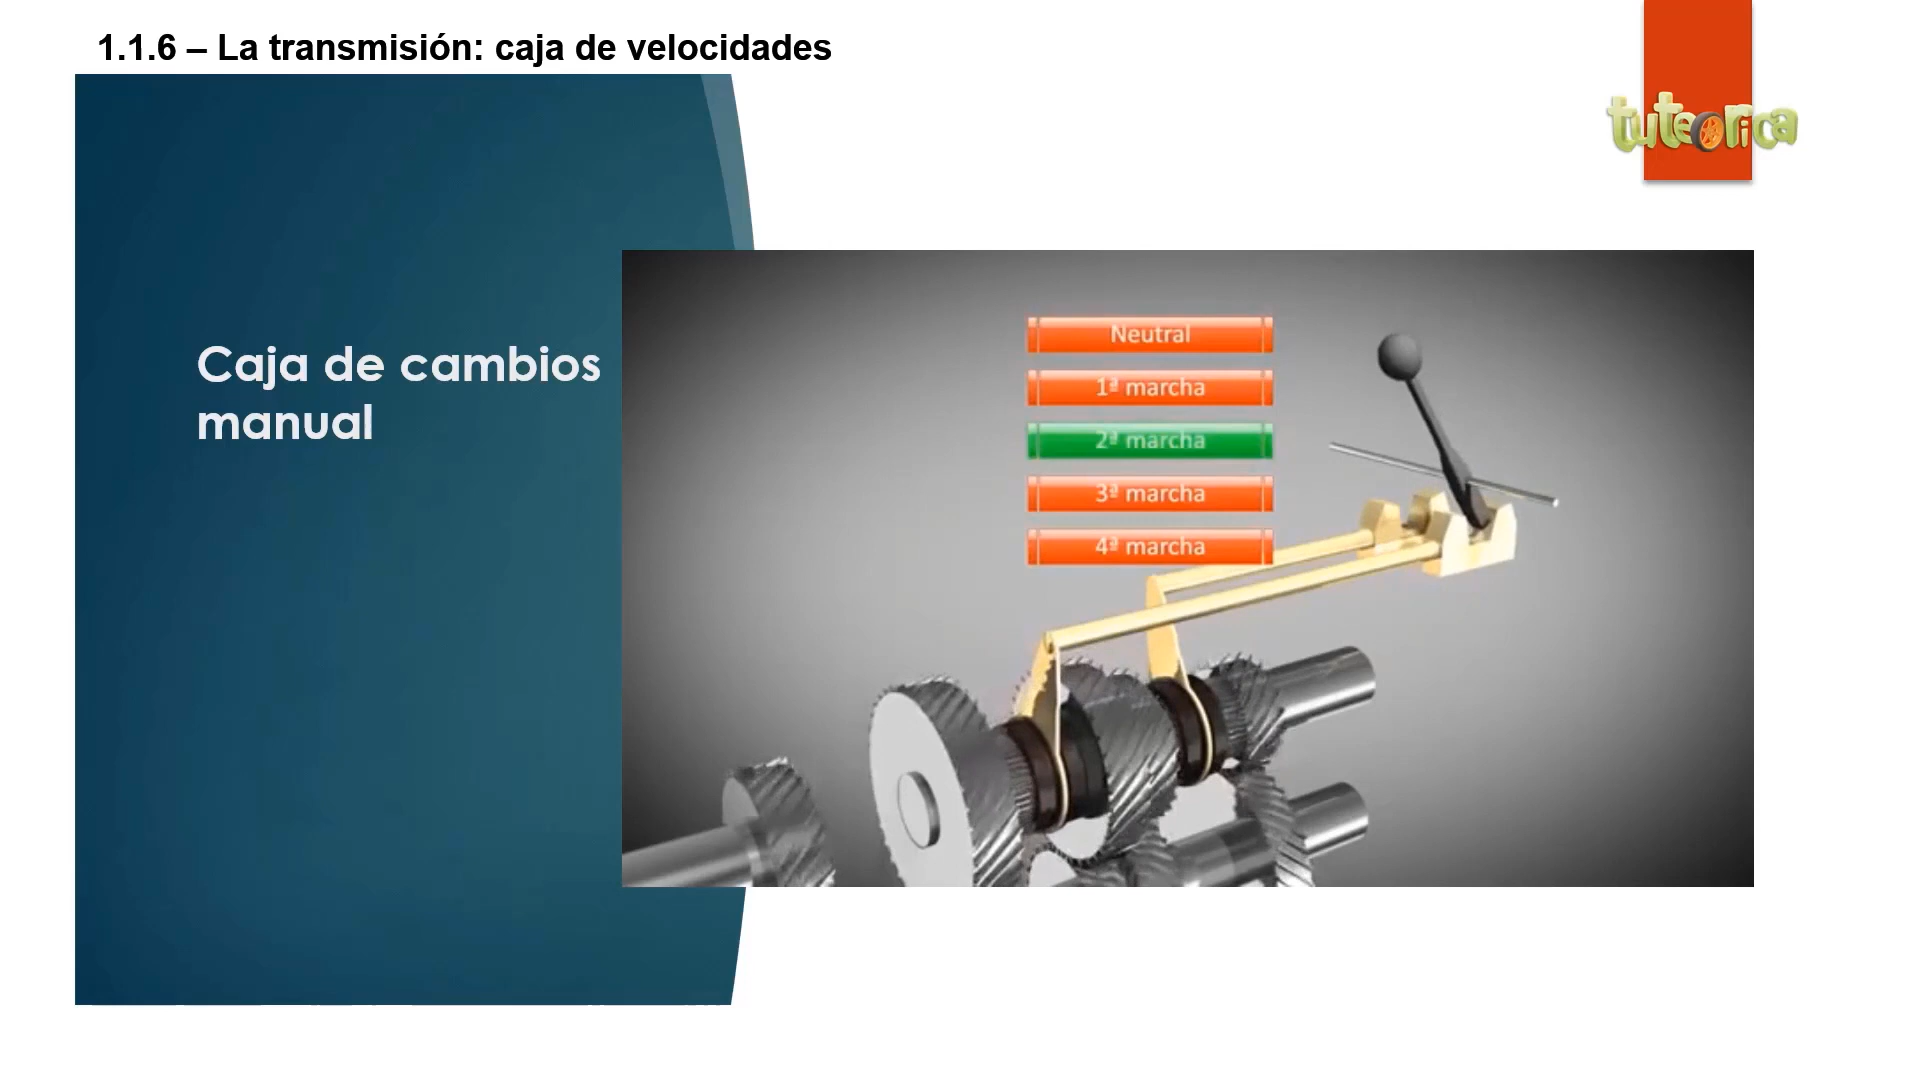 1.1.6 – La transmisión: caja de velocidades
tuteorica
Caja de cambios
manual
Neutral
1ª marcha
2ª marcha
3ª marcha
4ª marcha